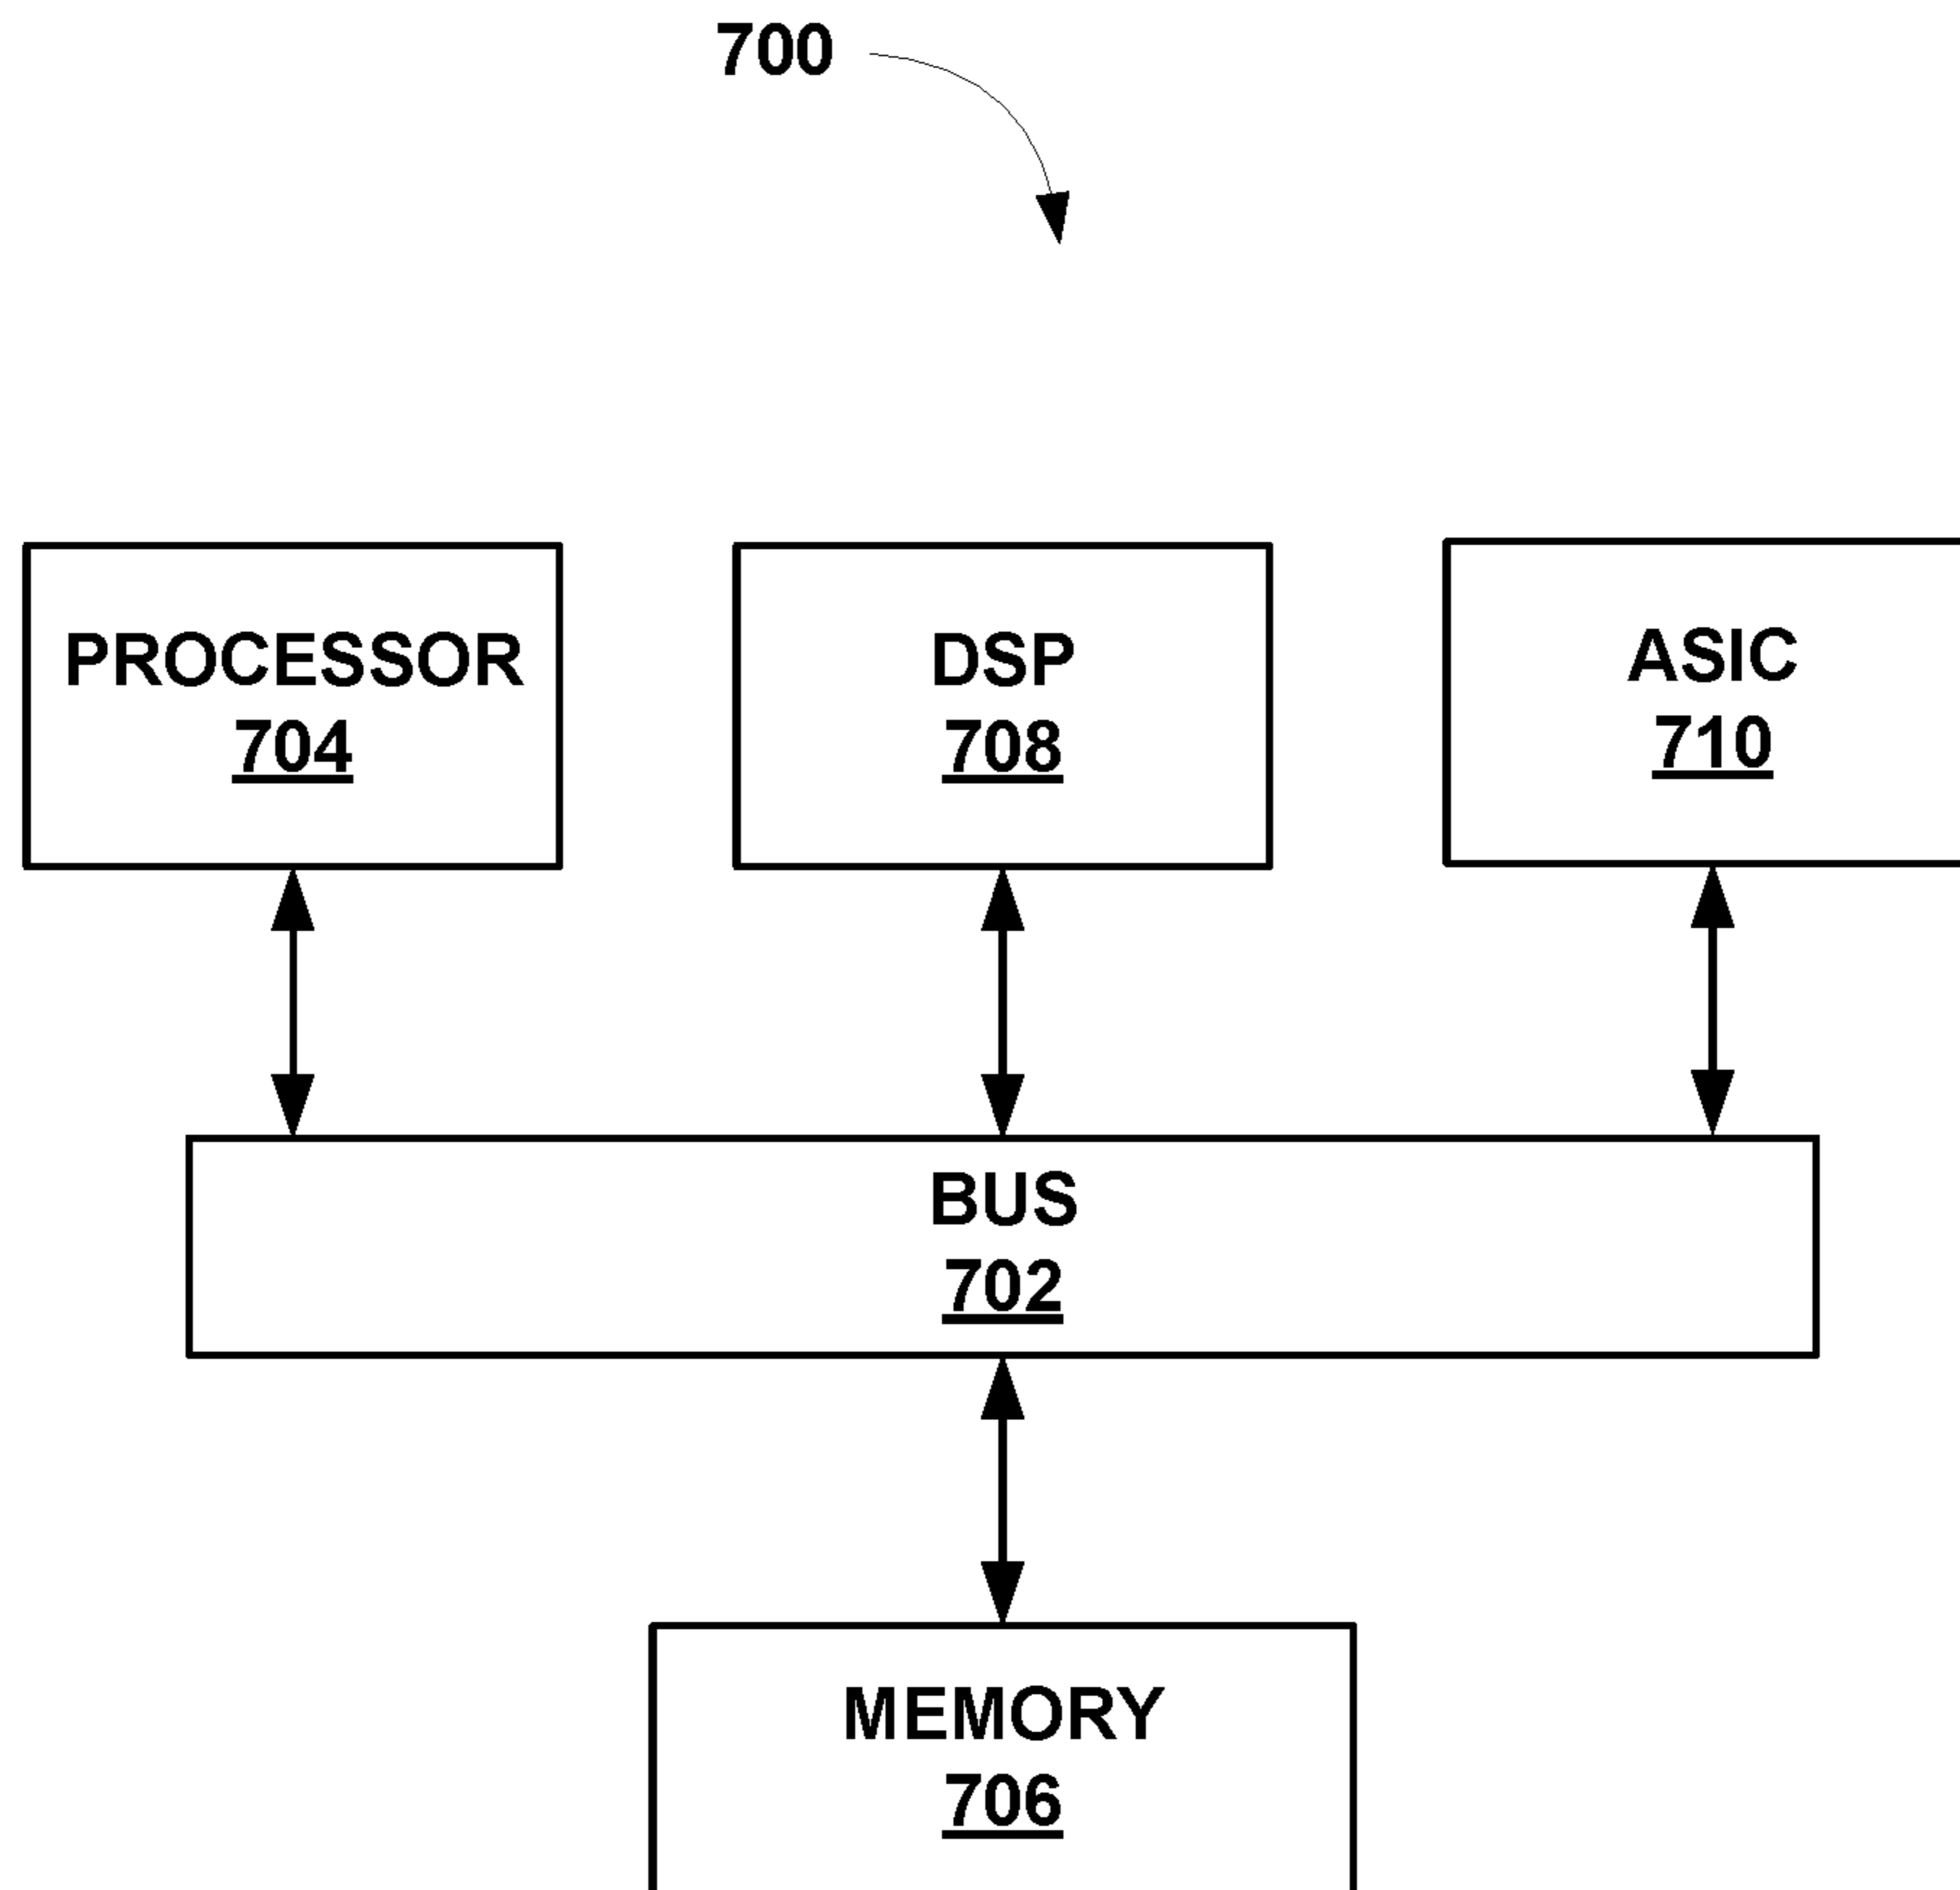 700
PROCESSOR
704
DSP
708
ASIC
710
BUS
702
MEMORY
706